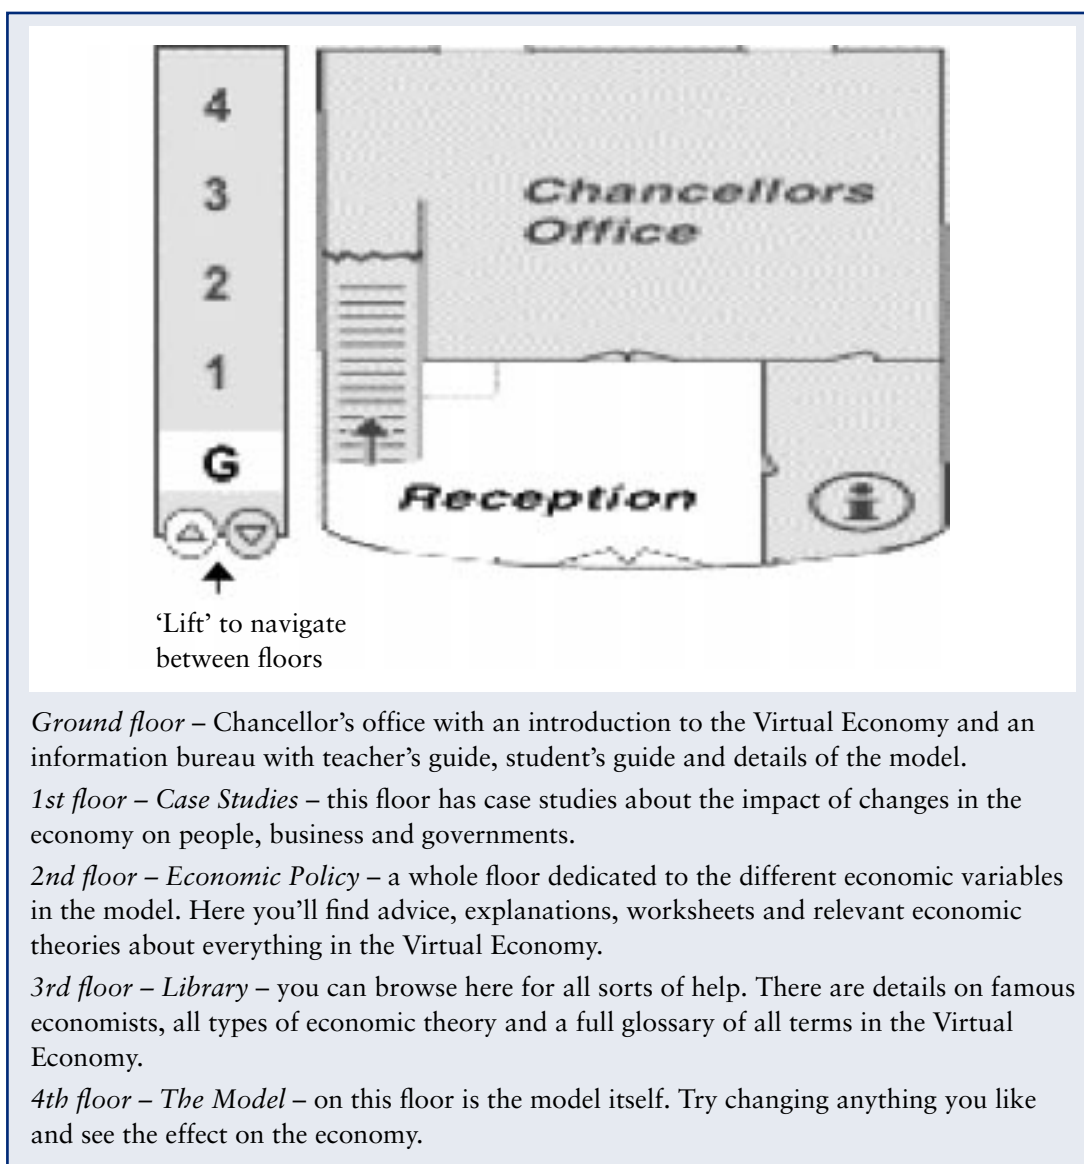 4
3
2
1
G
Chancellors
Office
Reception
i
‘Lift’ to navigate
between floors
Ground floor – Chancellor’s office with an introduction to the Virtual Economy and an
information bureau with teacher’s guide, student’s guide and details of the model.
1st floor – Case Studies – this floor has case studies about the impact of changes in the
economy on people, business and governments.
2nd floor – Economic Policy – a whole floor dedicated to the different economic variables
in the model. Here you’ll find advice, explanations, worksheets and relevant economic
theories about everything in the Virtual Economy.
3rd floor – Library – you can browse here for all sorts of help. There are details on famous
economists, all types of economic theory and a full glossary of all terms in the Virtual
Economy.
4th floor – The Model – on this floor is the model itself. Try changing anything you like
and see the effect on the economy.